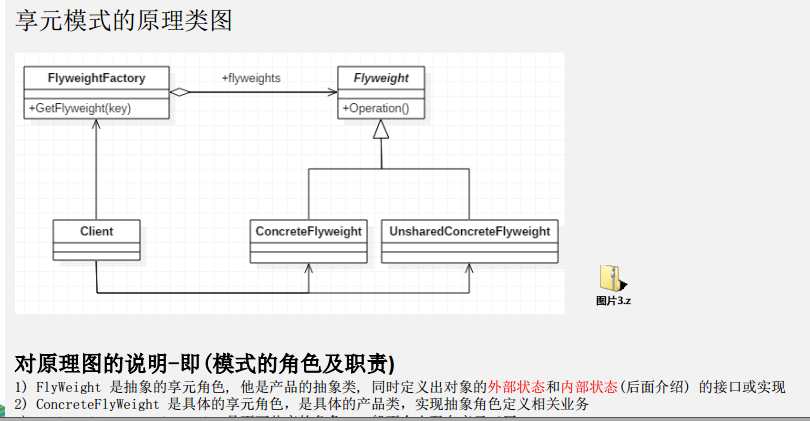 享元模式的原理类图
FlyweightFactory
+flyweights
Flyweight
+GetFlyweight(key)
+Operation()
Client
ConcreteFlyweight
UnsharedConcreteFlyweight
图片3.z
对原理图的说明-即(模式的角色及职责)
1) FlyWeight 是抽象的享元角色, 他是产品的抽象类, 同时定义出对象的外部状态和内部状态(后面介绍) 的接口或实现
2) ConcreteFlyWeight 是具体的享元角色，是具体的产品类，实现抽象角色定义相关业务